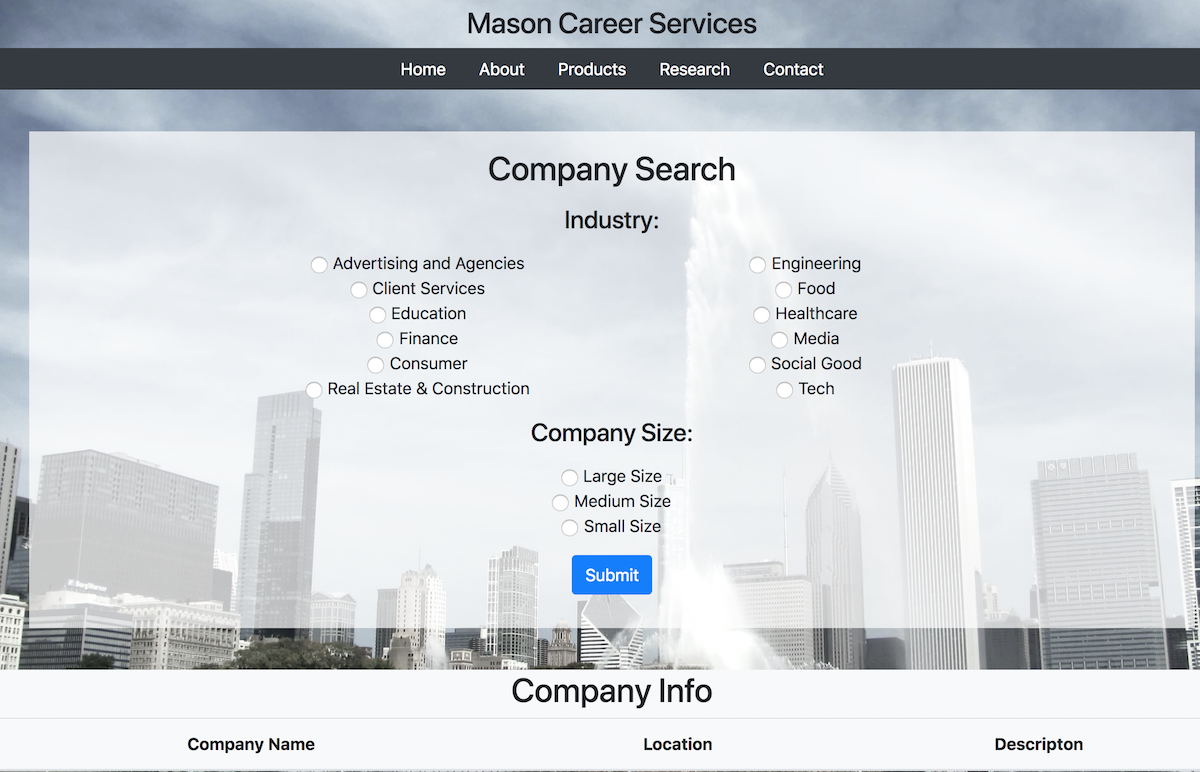 Mason Career Services
Home About Products Research Contact
Company Search
Industry:
Advertising and Agencies
Client Services
Education
Finance
Consumer
Real Estate & Construction
Engineering
Food
Healthcare
Media
Social Good
Tech
Company Size:
Large Size
Medium Size
Small Size
Submit
Company Info
Company Name Location Descripton